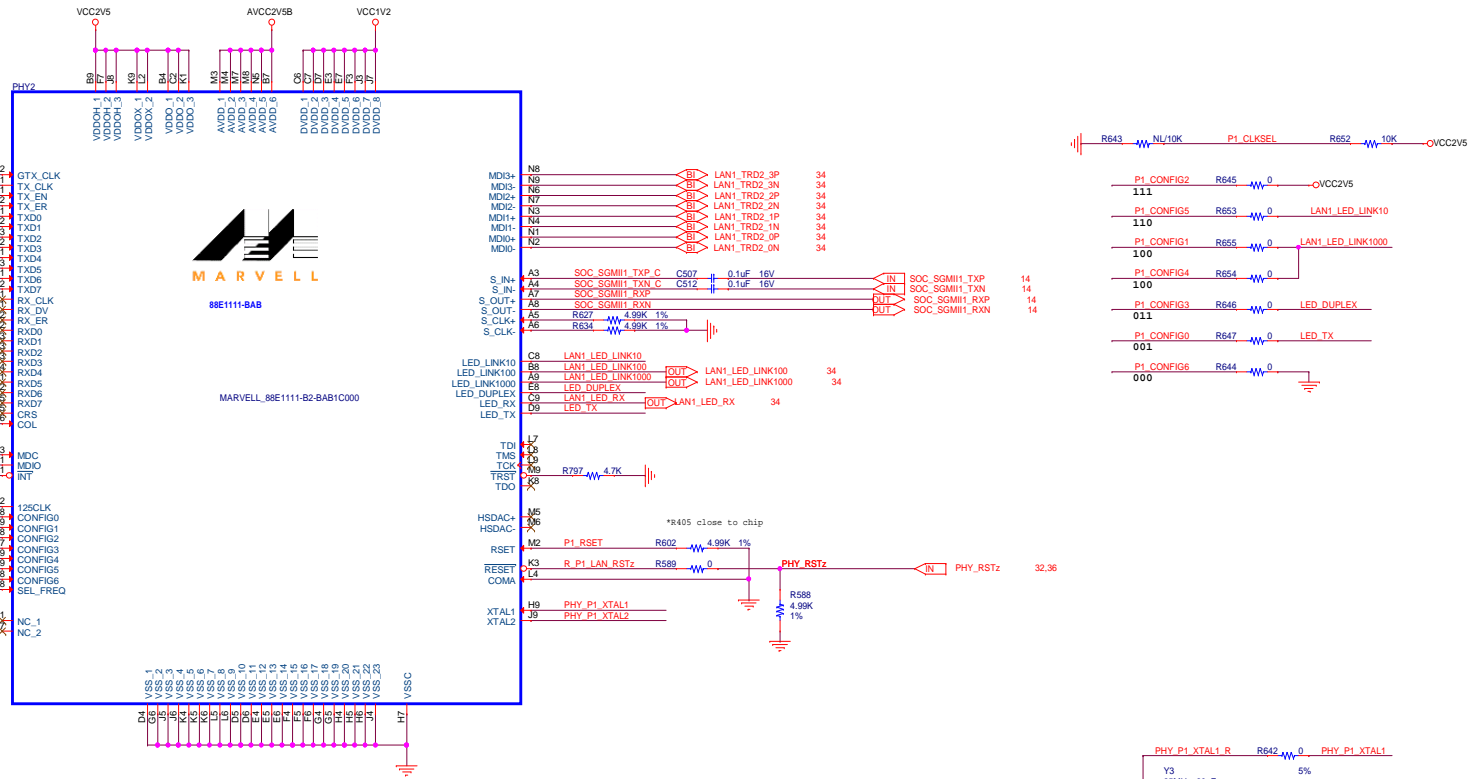 VCC2V5
AVCC2V5B
VCC1V2
B9 F7 J8 K9 L2 B4 C2 K1 M3 M4 M7 M8 N5 B7 C6 C7 D7 E3 E7 F3 J3 J7
PHY2
VDDOH_1 VDDOH_2 VDDOH_3 VDDOX_1 VDDOX_2 VDDO_1 VDDO_2 VDDO_3 AVDD_1 AVDD_2 AVDD_3 AVDD_4 AVDD_5 AVDD_6 DVDD_1 DVDD_2 DVDD_3 DVDD_4 DVDD_5 DVDD_6 DVDD_7 DVDD_8
GTX_CLK
TX_CLK
TX_EN
TX_ER
TXD0
TXD1
TXD2
TXD3
TXD4
TXD5
TXD6
TXD7
RX_CLK
RX_DV
RX_ER
RXD0
RXD1
RXD2
RXD3
RXD4
RXD5
RXD6
RXD7
CRS
COL
MDC
MDIO
INT
125CLK
CONFIG0
CONFIG1
CONFIG2
CONFIG3
CONFIG4
CONFIG5
CONFIG6
SEL_FREQ
NC_1
NC_2
MARVELL
88E1111-BAB
MARVELL_88E1111-B2-BAB1C000
MDI3+ N8 BI LAN1_TRD2_3P 34
MDI3- N9 BI LAN1_TRD2_3N 34
MDI2+ N6 BI LAN1_TRD2_2P 34
MDI2- N7 BI LAN1_TRD2_2N 34
MDI1+ N3 BI LAN1_TRD2_1P 34
MDI1- N4 BI LAN1_TRD2_1N 34
MDI0+ N1 BI LAN1_TRD2_0P 34
MDI0- N2 BI LAN1_TRD2_0N 34
S_IN+ A3 SOC_SGMII1_TXP_C C507 0.1uF 16V IN SOC_SGMII1_TXP 14
S_IN- A4 SOC_SGMII1_TXN_C C512 0.1uF 16V IN SOC_SGMII1_TXN 14
S_OUT+ A7 SOC_SGMII1_RXP OUT SOC_SGMII1_RXP 14
S_OUT- A8 SOC_SGMII1_RXN OUT SOC_SGMII1_RXN 14
S_CLK+ A5 R627 4.99K 1%
S_CLK- A6 R634 4.99K 1%
LED_LINK10 C8 LAN1_LED_LINK10
LED_LINK100 B8 LAN1_LED_LINK100 OUT LAN1_LED_LINK100 34
LED_LINK1000 A9 LAN1_LED_LINK1000 OUT LAN1_LED_LINK1000 34
LED_DUPLEX E8 LED_DUPLEX
LED_RX C9 LAN1_LED_RX OUT LAN1_LED_RX 34
LED_TX D9 LED_TX
TDI L7
TMS
TCK L9
TRST M9 R797 4.7K
TDO K8
HSDAC+ M5
HSDAC- M6
*R405 close to chip
RSET M2 P1_RSET R602 4.99K 1%
RESET K3 R_P1_LAN_RSTz R589 0 PHY_RSTz IN PHY_RSTz 32,36
COMA L4
R588
4.99K
1%
XTAL1 H9 PHY_P1_XTAL1
XTAL2 J9 PHY_P1_XTAL2
VSS_1 VSS_2 VSS_3 VSS_4 VSS_5 VSS_6 VSS_7 VSS_8 VSS_9 VSS_10 VSS_11 VSS_12 VSS_13 VSS_14 VSS_15 VSS_16 VSS_17 VSS_18 VSS_19 VSS_20 VSS_21 VSS_22 VSS_23 VSSC
D4 G6 J5 J6 K4 K5 K6 L5 L6 D5 D6 E4 E5 E6 F4 F5 F6 G4 G5 H4 H5 H6 J4 H7
R643 NL/10K P1_CLKSEL R652 10K VCC2V5
P1_CONFIG2 R645 0 VCC2V5
111
P1_CONFIG5 R653 0 LAN1_LED_LINK10
110
P1_CONFIG1 R655 0 LAN1_LED_LINK1000
100
P1_CONFIG4 R654 0
100
P1_CONFIG3 R646 0 LED_DUPLEX
011
P1_CONFIG0 R647 0 LED_TX
001
P1_CONFIG6 R644 0
000
PHY_P1_XTAL1_R R642 0 PHY_P1_XTAL1
Y3 5%